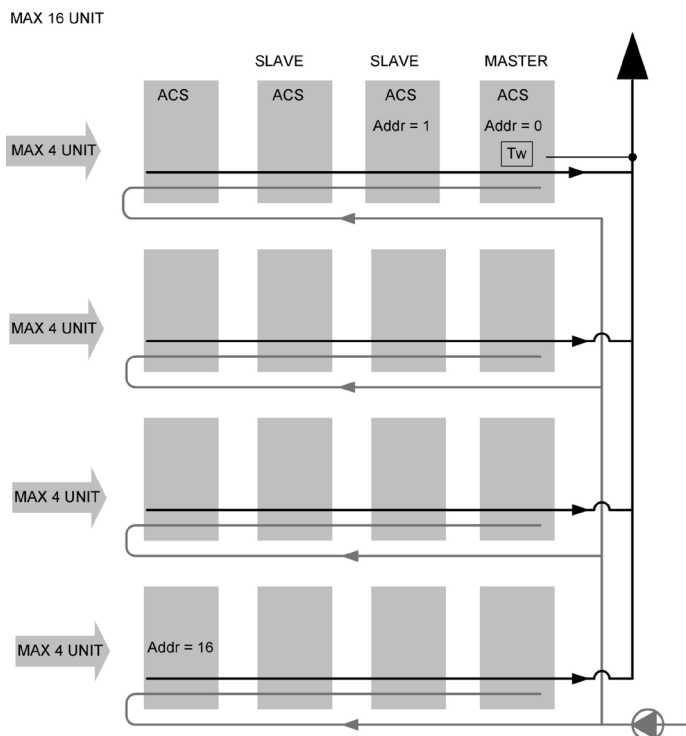 MAX 16 UNIT
SLAVE SLAVE MASTER
ACS ACS ACS ACS
Addr = 1 Addr = 0
MAX 4 UNIT
Tw
MAX 4 UNIT
MAX 4 UNIT
MAX 4 UNIT
Addr = 16